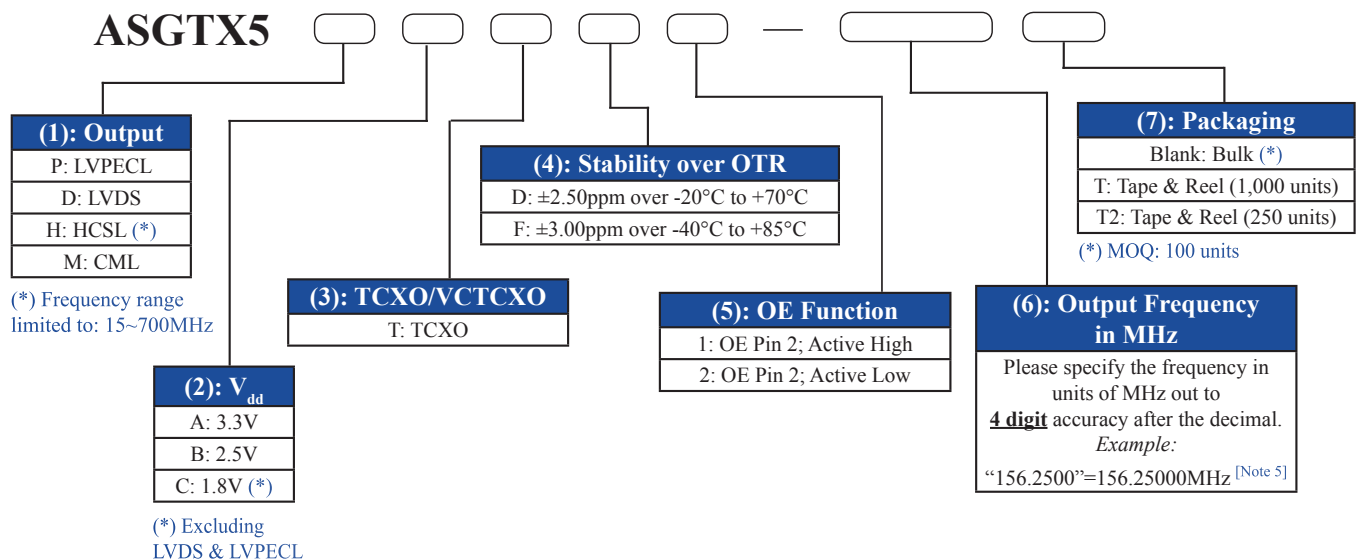 ASGTX5 —
(1): Output
P: LVPECL
D: LVDS
H: HCSL (*)
M: CML
(*) Frequency range
limited to: 15~700MHz
(2): Vdd
A: 3.3V
B: 2.5V
C: 1.8V (*)
(*) Excluding
LVDS & LVPECL
(3): TCXO/VCTCXO
T: TCXO
(4): Stability over OTR
D: ±2.50ppm over -20°C to +70°C
F: ±3.00ppm over -40°C to +85°C
(5): OE Function
1: OE Pin 2; Active High
2: OE Pin 2; Active Low
(6): Output Frequency
in MHz
Please specify the frequency in
units of MHz out to
4 digit accuracy after the decimal.
Example:
“156.2500”=156.25000MHz [Note 5]
(7): Packaging
Blank: Bulk (*)
T: Tape & Reel (1,000 units)
T2: Tape & Reel (250 units)
(*) MOQ: 100 units